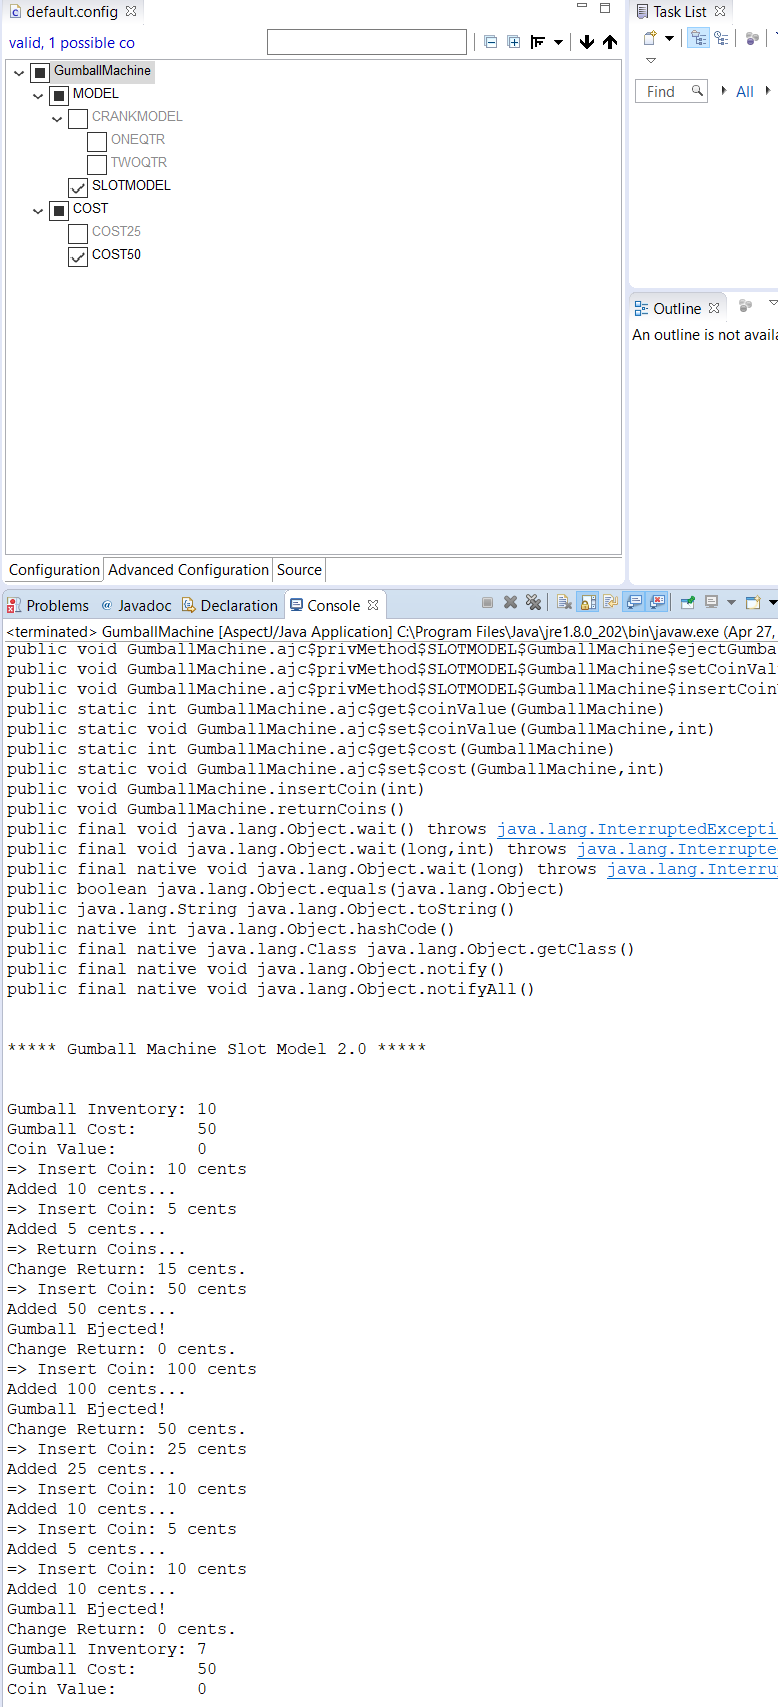 default.config
Task List
valid, 1 possible co
GumballMachine
MODEL
CRANKMODEL
ONEQTR
TWOQTR
SLOTMODEL
COST
COST25
COST50
Find
All
Outline
An outline is not availa
Configuration Advanced Configuration Source
Problems @ Javadoc Declaration Console
<terminated> GumballMachine [AspectJ/Java Application] C:\Program Files\Java\jre1.8.0_202\bin\javaw.exe (Apr 27,
public void GumballMachine.ajc$privMethod$SLOTMODEL$GumballMachine$ejectGumba
public void GumballMachine.ajc$privMethod$SLOTMODEL$GumballMachine$setCoinVal
public void GumballMachine.ajc$privMethod$SLOTMODEL$GumballMachine$insertCoin
public static int GumballMachine.ajc$get$coinValue(GumballMachine)
public static void GumballMachine.ajc$set$coinValue(GumballMachine,int)
public static int GumballMachine.ajc$get$cost(GumballMachine)
public static void GumballMachine.ajc$set$cost(GumballMachine,int)
public void GumballMachine.insertCoin(int)
public void GumballMachine.returnCoins()
public final void java.lang.Object.wait() throws java.lang.InterruptedExcepti
public final void java.lang.Object.wait(long,int) throws java.lang.Interrupte
public final native void java.lang.Object.wait(long) throws java.lang.Interru
public boolean java.lang.Object.equals(java.lang.Object)
public java.lang.String java.lang.Object.toString()
public native int java.lang.Object.hashCode()
public final native java.lang.Class java.lang.Object.getClass()
public final native void java.lang.Object.notify()
public final native void java.lang.Object.notifyAll()
***** Gumball Machine Slot Model 2.0 *****
Gumball Inventory: 10
Gumball Cost: 50
Coin Value: 0
=> Insert Coin: 10 cents
Added 10 cents...
=> Insert Coin: 5 cents
Added 5 cents...
=> Return Coins...
Change Return: 15 cents.
=> Insert Coin: 50 cents
Added 50 cents...
Gumball Ejected!
Change Return: 0 cents.
=> Insert Coin: 100 cents
Added 100 cents...
Gumball Ejected!
Change Return: 50 cents.
=> Insert Coin: 25 cents
Added 25 cents...
=> Insert Coin: 10 cents
Added 10 cents...
=> Insert Coin: 5 cents
Added 5 cents...
=> Insert Coin: 10 cents
Added 10 cents...
Gumball Ejected!
Change Return: 0 cents.
Gumball Inventory: 7
Gumball Cost: 50
Coin Value: 0